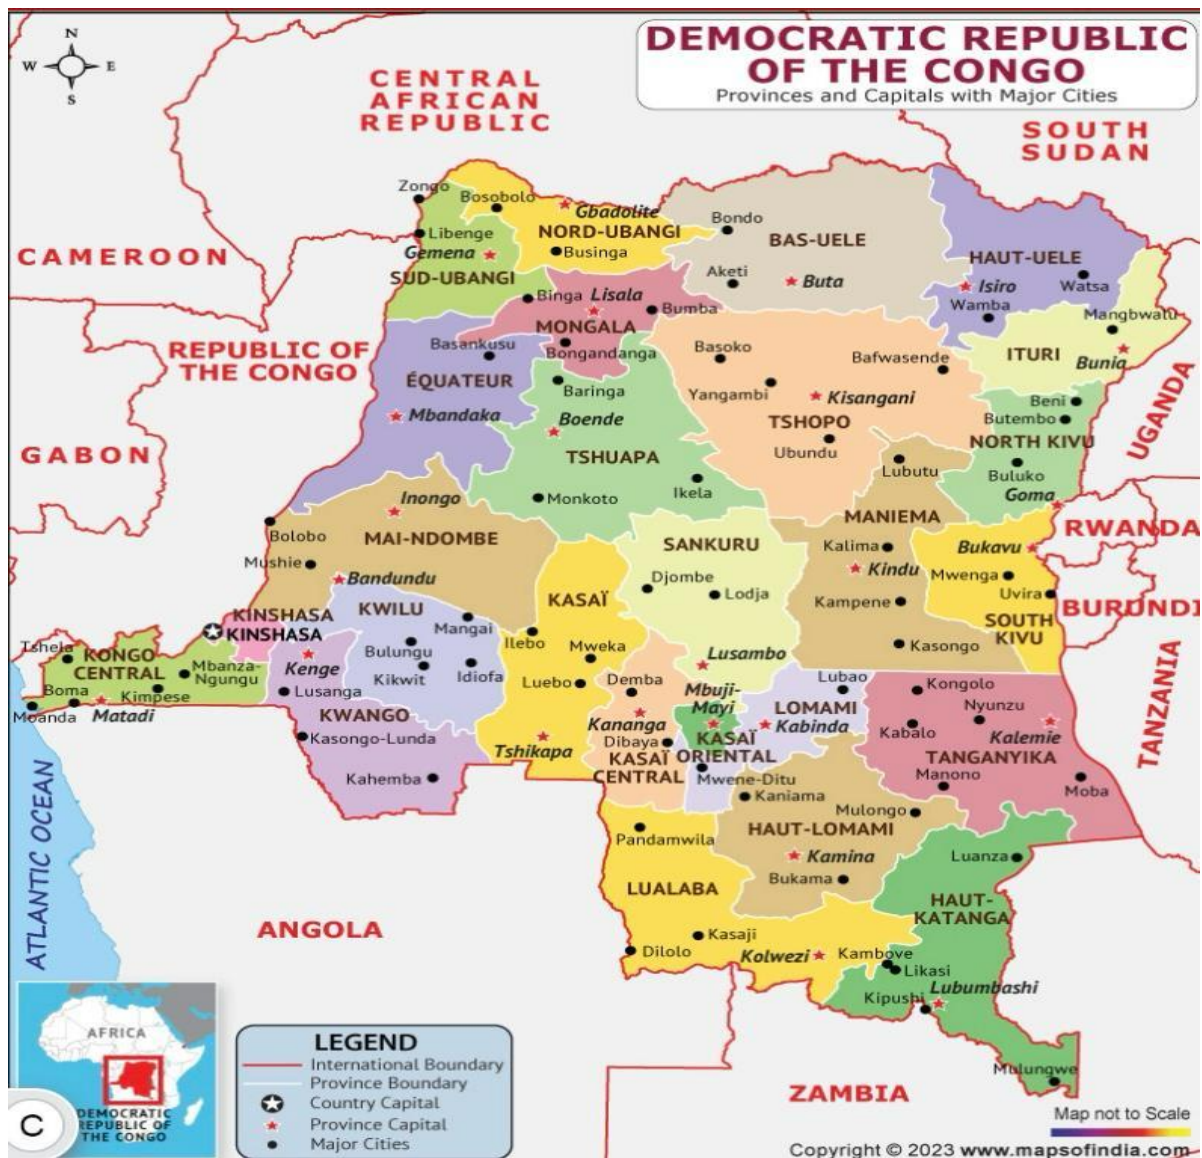 DEMOCRATIC REPUBLIC
OF THE CONGO
Provinces and Capitals with Major Cities
N
W E
S
CENTRAL
AFRICAN
REPUBLIC
SOUTH
SUDAN
CAMEROON
REPUBLIC OF
THE CONGO
GABON
UGANDA
RWANDA
BURUNDI
TANZANIA
ANGOLA
ZAMBIA
ATLANTIC OCEAN
Zongo
Bosobolo
Gbadolite
NORD-UBANGI
Libenge
Gemena
Businga
SUD-UBANGI
Bondo
BAS-UELE
Aketi
Buta
HAUT-UELE
Isiro
Watsa
Wamba
Mangbwalu
ITURI
Bunia
Binga
Lisala
Bumba
MONGALA
Bongandanga
Basankusu
ÉQUATEUR
Mbandaka
Baringa
Boende
TSHUAPA
Monkoto
Ikela
Basoko
Bafwasende
Yangambi
Kisangani
TSHOPO
Ubundu
Beni
Butembo
NORTH KIVU
Buluko
Goma
Lubutu
MANIEMA
Kalima
Kindu
Kampene
Kasongo
Bukavu
Mwenga
Uvira
SOUTH
KIVU
Inongo
MAI-NDOMBE
Bolobo
Mushie
Bandundu
KINSHASA
KINSHASA
KWILU
Mangai
Bulungu
Kikwit
Idiofa
Kenge
Lusanga
KWANGO
Kasongo-Lunda
Kahemba
Tshela
KONGO
CENTRAL
Mbanza-
Ngungu
Boma
Kimpese
Moanda
Matadi
KASAÏ
Ilebo
Mweka
Luebo
Tshikapa
SANKURU
Djombe
Lodja
Lusambo
Demba
Kananga
Dibaya
KASAÏ
CENTRAL
Mbuji-
Mayi
KASAÏ
ORIENTAL
Mwene-Ditu
Lubao
LOMAMI
Kabinda
Kongolo
Nyunzu
Kabalo
Kalemie
TANGANYIKA
Manono
Moba
Kaniama
Mulongo
HAUT-LOMAMI
Kamina
Bukama
Pandamwila
LUALABA
Kasaji
Dilolo
Kolwezi
Luanza
HAUT-
KATANGA
Kambove
Likasi
Kipushi
Lubumbashi
Mulungwe
AFRICA
DEMOCRATIC
REPUBLIC OF
THE CONGO
C
LEGEND
International Boundary
Province Boundary
Country Capital
Province Capital
Major Cities
Map not to Scale
Copyright © 2023 www.mapsofindia.com